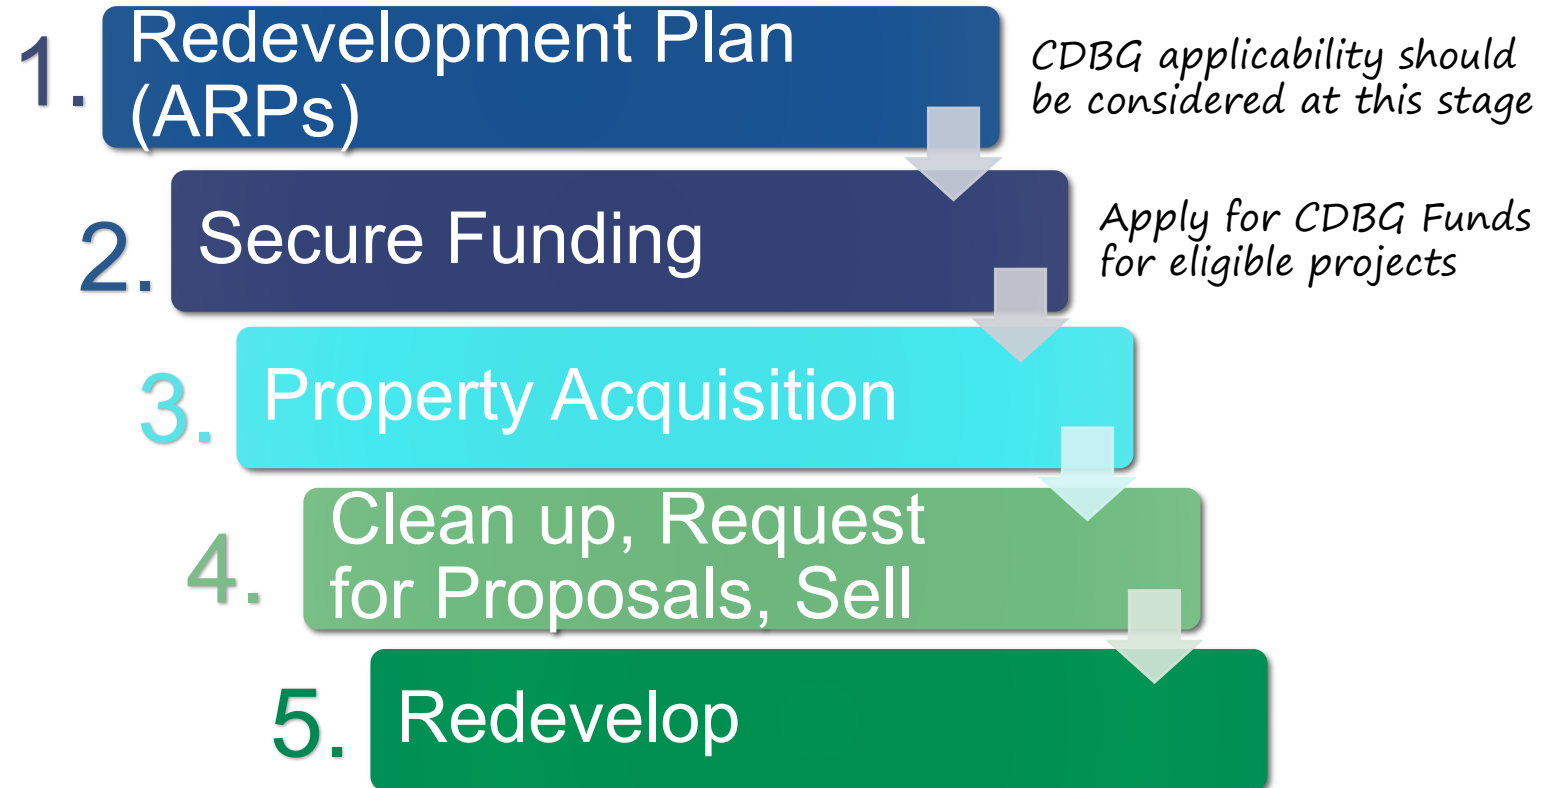 1. Redevelopment Plan
(ARPs)
CDBG applicability should
be considered at this stage
2. Secure Funding
Apply for CDBG Funds
for eligible projects
3. Property Acquisition
4. Clean up, Request
for Proposals, Sell
5. Redevelop